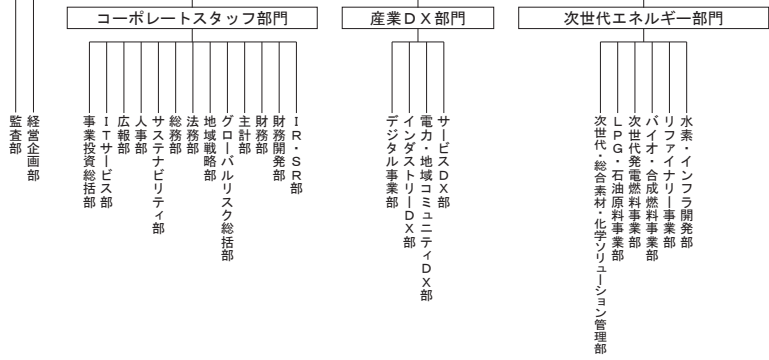 コーポレートスタッフ部門
産業DX部門
次世代エネルギー部門
監査部
経営企画部
事業投資総括部
ITサービス部
広報部
人事部
サステナビリティ部
総務部
法務部
地域戦略部
グローバルリスク総括部
主計部
財務部
財務開発部
IR・SR部
デジタル事業部
インダストリーDX部
電力・地域コミュニティDX部
サービスDX部
次世代・総合素材・化学ソリューション管理部
LPG・石油原料事業部
次世代発電燃料事業部
バイオ・合成燃料事業部
リファイナリー事業部
水素・インフラ開発部